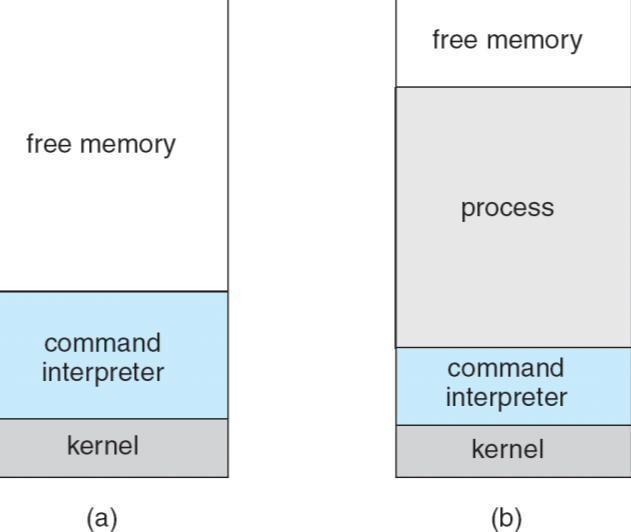 free memory
command
interpreter
kernel
(a)
free memory
process
command
interpreter
kernel
(b)